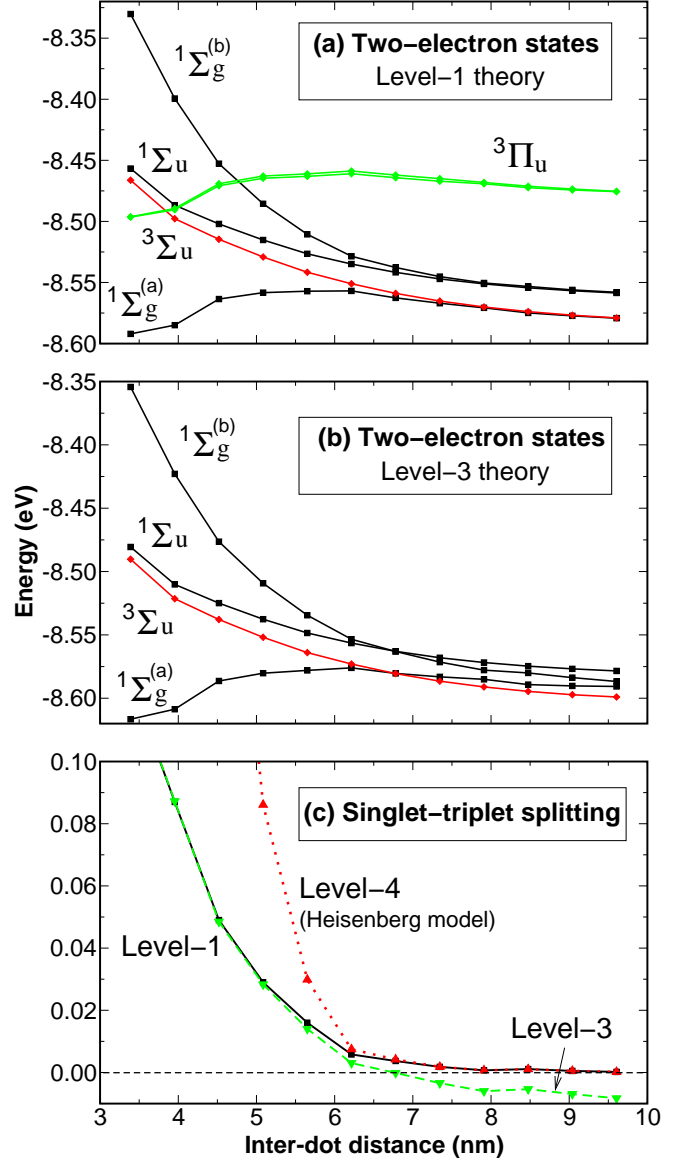 -8.35
-8.40
-8.45
-8.50
-8.55
-8.60
(a) Two−electron states
Level−1 theory
¹Σg(b)
¹Σu
³Πu
³Σu
¹Σg(a)
-8.35
-8.40
-8.45
-8.50
-8.55
-8.60
Energy (eV)
(b) Two−electron states
Level−3 theory
¹Σg(b)
¹Σu
³Σu
¹Σg(a)
0.10
0.08
0.06
0.04
0.02
0.00
(c) Singlet−triplet splitting
Level−4
(Heisenberg model)
Level−1
Level−3
3 4 5 6 7 8 9 10
Inter-dot distance (nm)